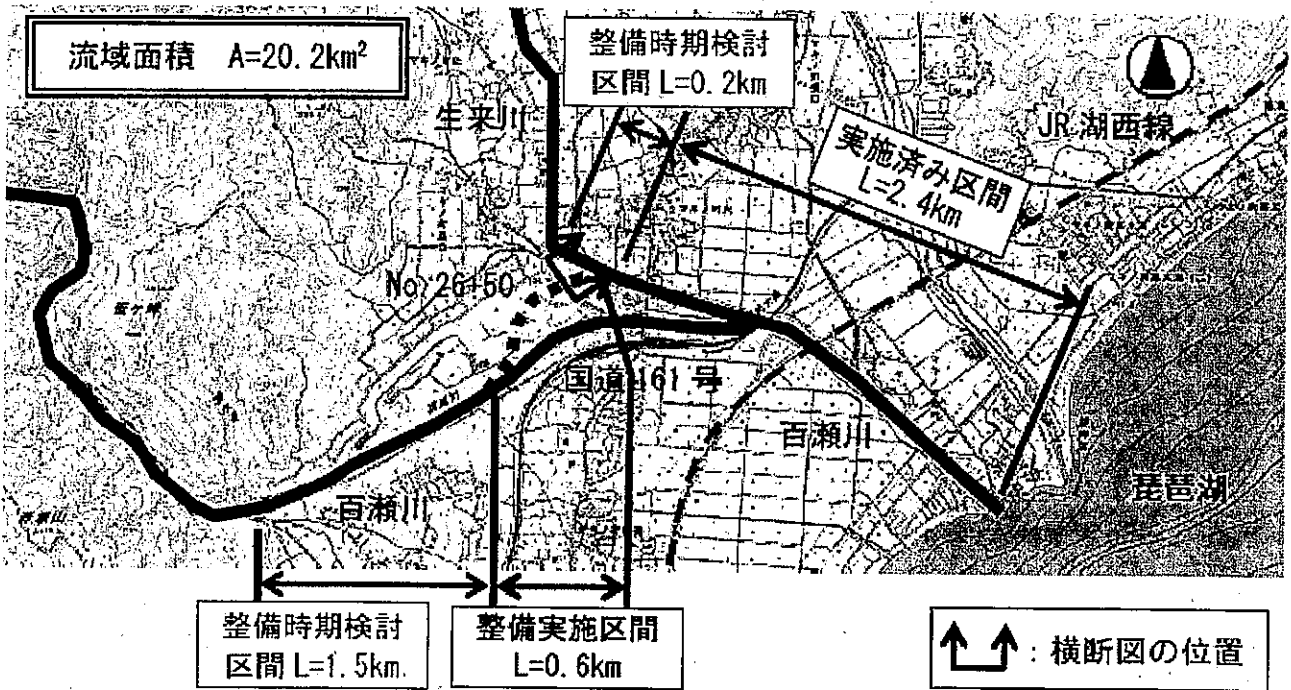 流域面積 A=20.2km²
整備時期検討
区間 L=0.2km
生来川
JR 湖西線
実施済み区間
L=2.4km
No.26+50
国道161号
百瀬川
琵琶湖
百瀬川
整備時期検討
区間 L=1.5km.
整備実施区間
L=0.6km
:横断図の位置